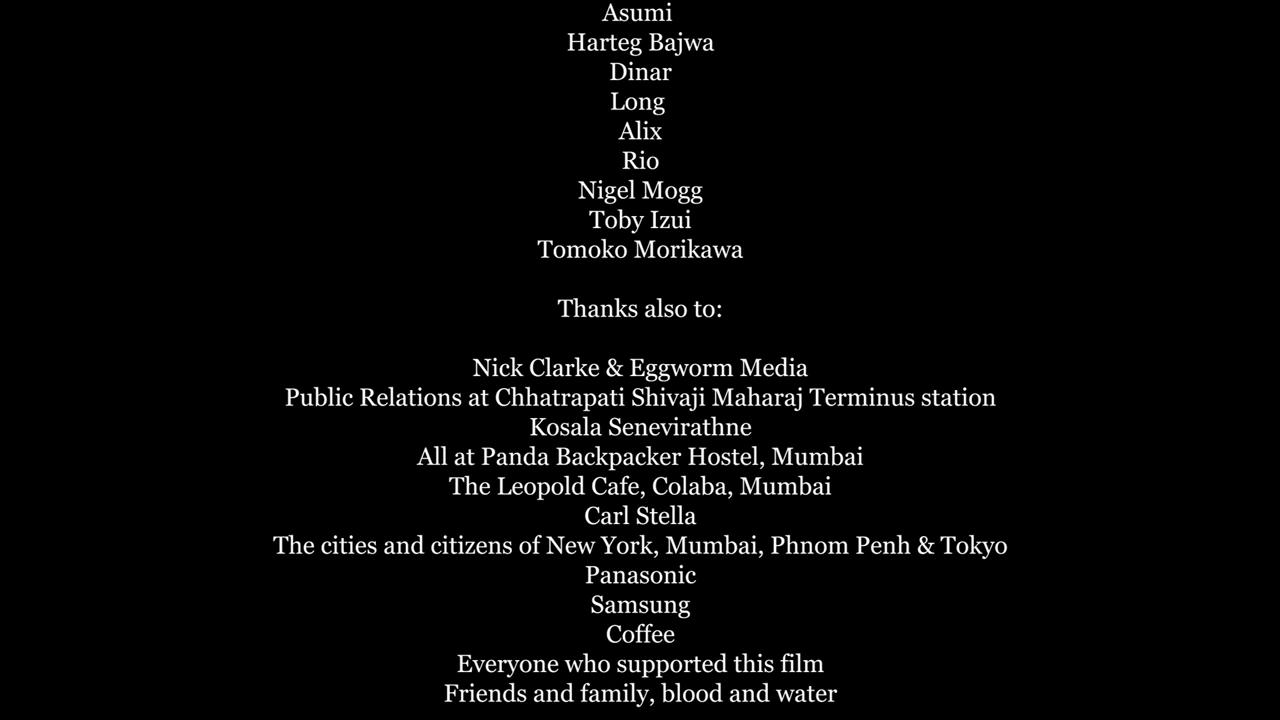 Asumi
Harteg Bajwa
Dinar
Long
Alix
Rio
Nigel Mogg
Toby Izui
Tomoko Morikawa
Thanks also to:
Nick Clarke & Eggworm Media
Public Relations at Chhatrapati Shivaji Maharaj Terminus station
Kosala Senevirathne
All at Panda Backpacker Hostel, Mumbai
The Leopold Cafe, Colaba, Mumbai
Carl Stella
The cities and citizens of New York, Mumbai, Phnom Penh & Tokyo
Panasonic
Samsung
Coffee
Everyone who supported this film
Friends and family, blood and water